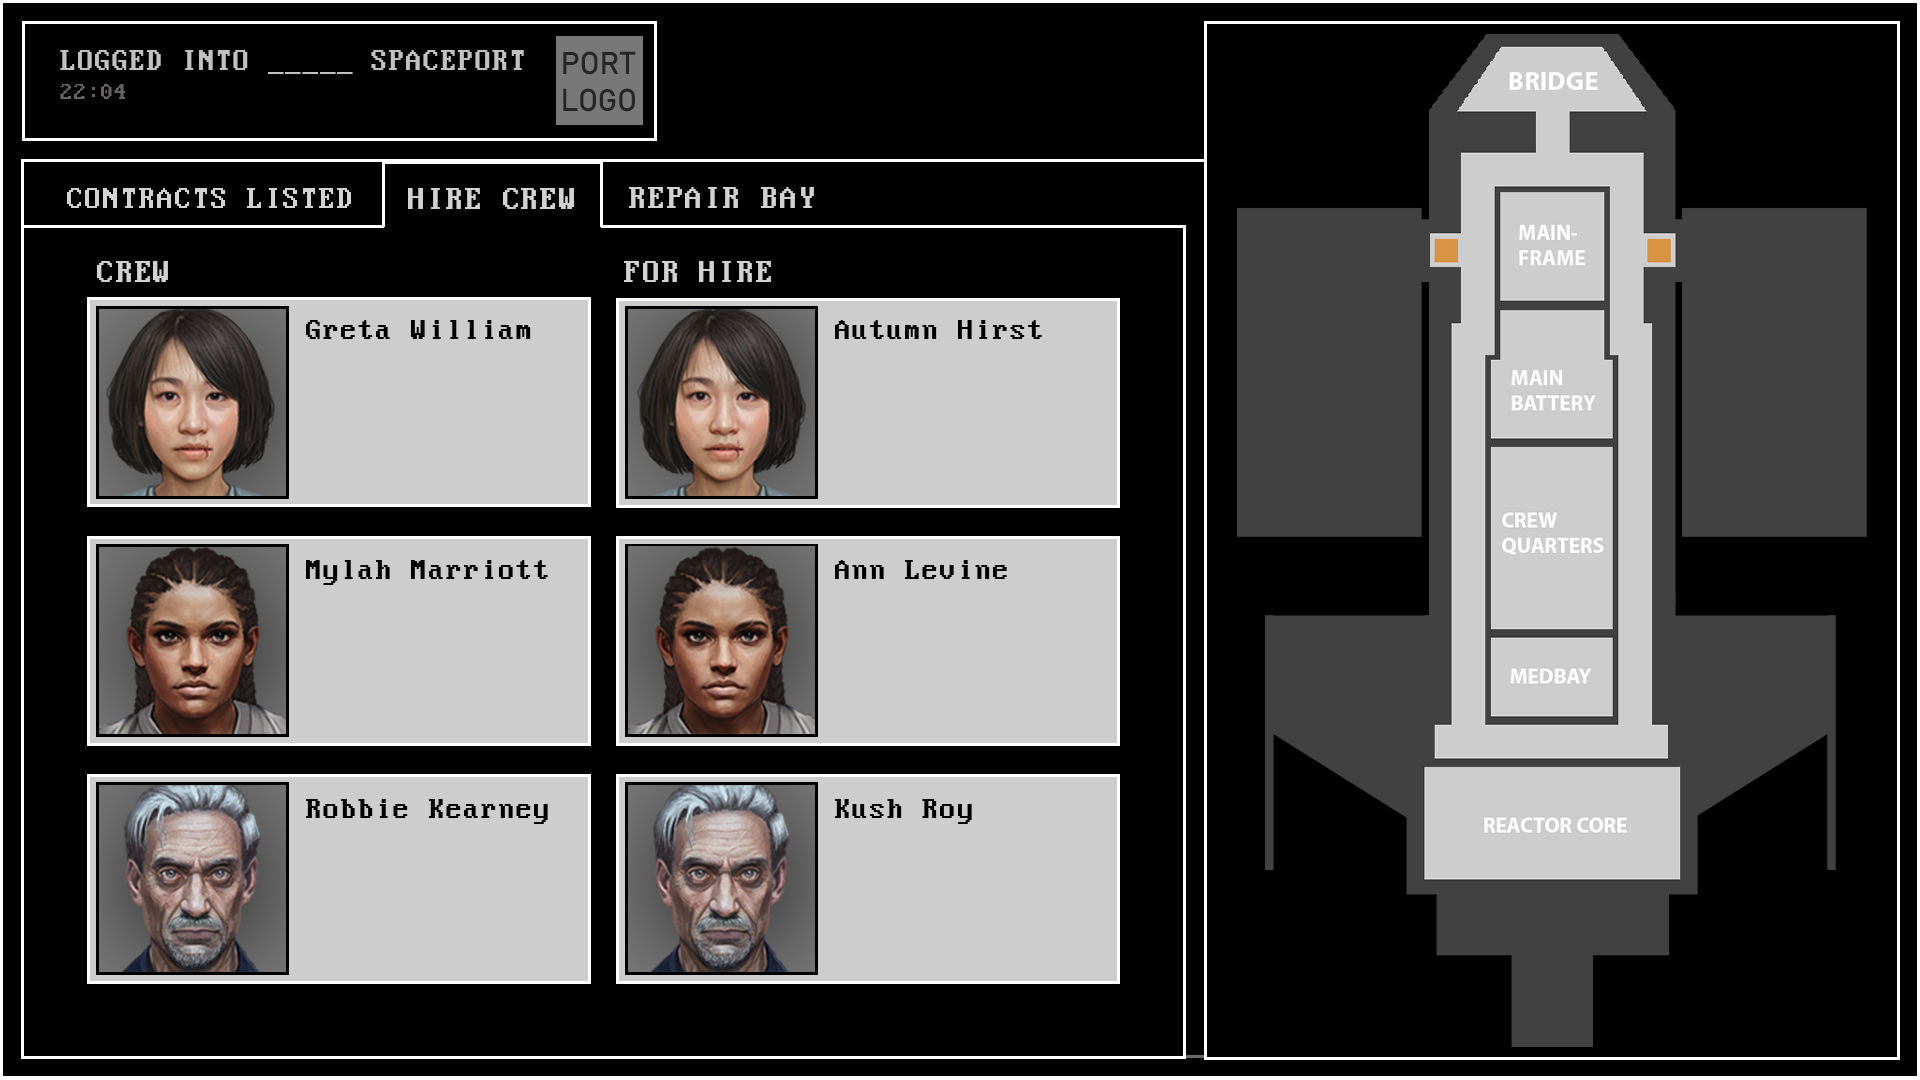 LOGGED INTO _____ SPACEPORT
22:04
PORT
LOGO
CONTRACTS LISTED
HIRE CREW
REPAIR BAY
CREW
Greta William
Mylah Marriott
Robbie Kearney
FOR HIRE
Autumn Hirst
Ann Levine
Kush Roy
BRIDGE
MAIN-
FRAME
MAIN
BATTERY
CREW
QUARTERS
MEDBAY
REACTOR CORE